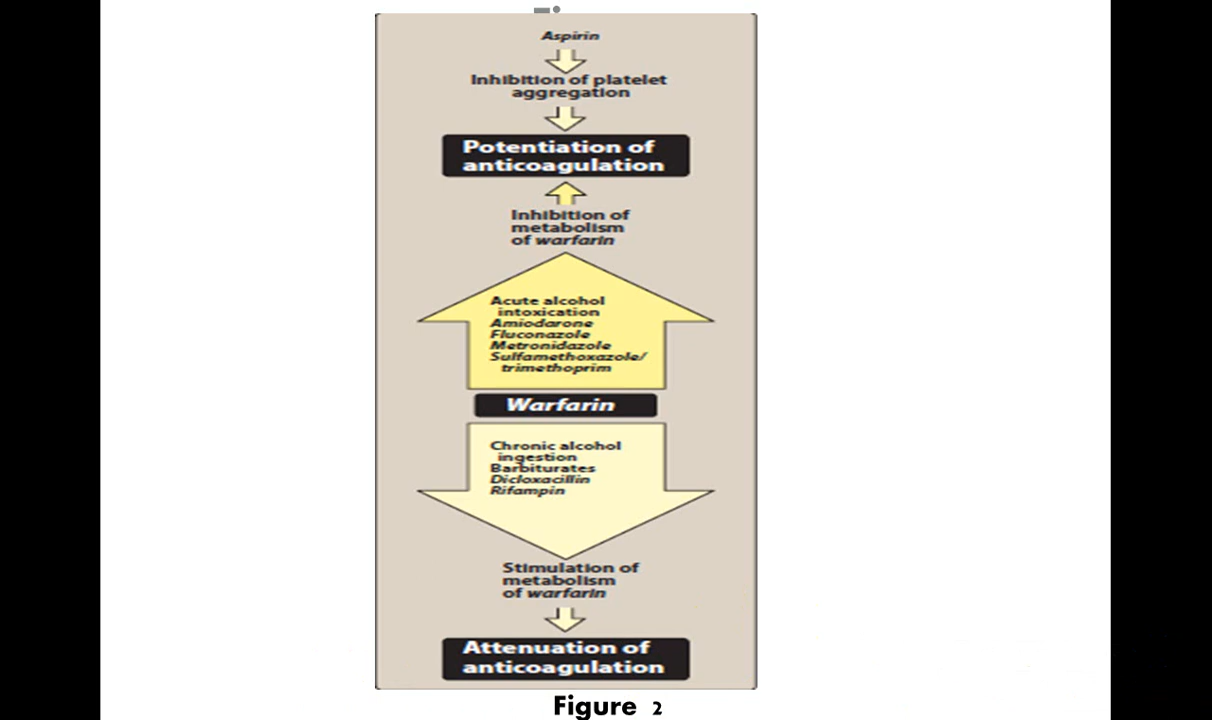 Aspirin
Inhibition of platelet
aggregation
Potentiation of
anticoagulation
Inhibition of
metabolism
of warfarin
Acute alcohol
intoxication
Amiodarone
Fluconazole
Metronidazole
Sulfamethoxazole/
trimethoprim
Warfarin
Chronic alcohol
ingestion
Barbiturates
Dicloxacillin
Rifampin
Stimulation of
metabolism
of warfarin
Attenuation of
anticoagulation
Figure 2